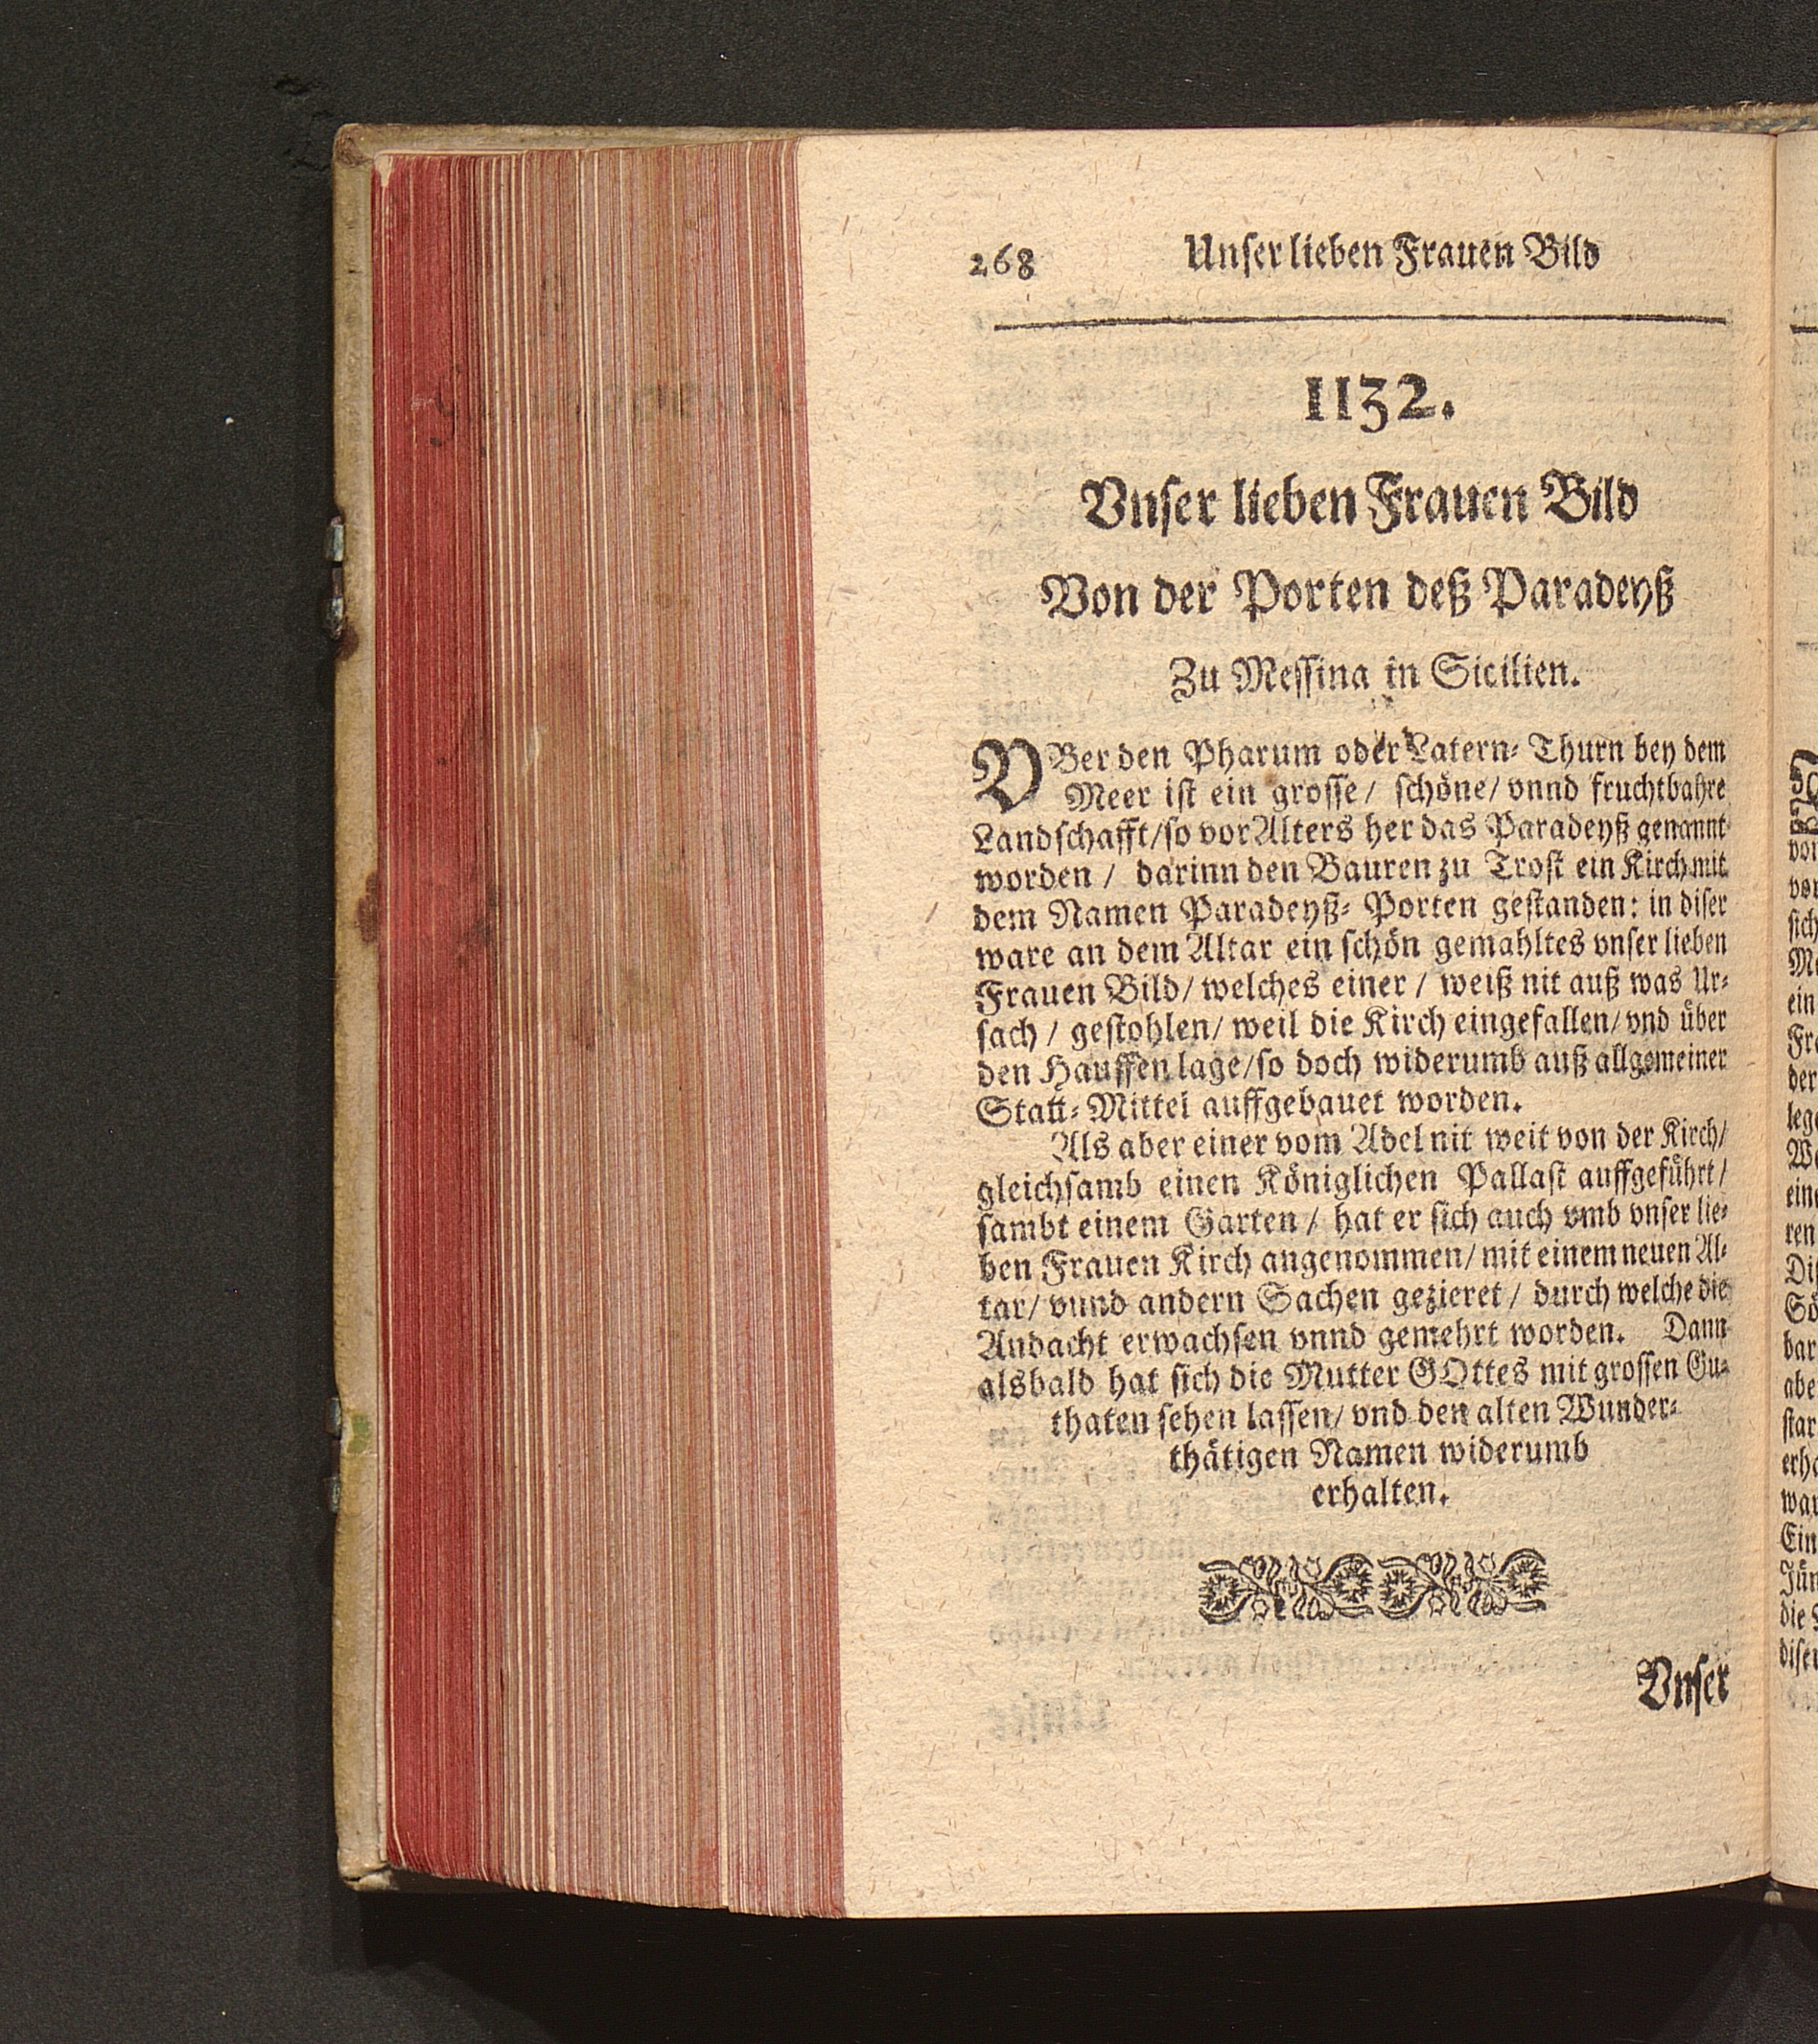 268 Unser lieben Frauen Bild
1132.
Vnser lieben Frauen Bild
Von der Porten deß Paradeyß
Zu Messina in Sicilien.
VBer den Pharum oder Latern- Thurn bey dem
Meer ist ein grosse/ schöne/ vnnd fruchtbahre
Landschafft/so vor Alters her das Paradeyß genannt
worden / darinn den Bauren zu Trost ein Kirch mit
dem Namen Paradeyß- Porten gestanden: in diser
ware an dem Altar ein schön gemahltes vnser lieben
Frauen Bild/ welches einer / weiß nit auß was Ur-
sach / gestohlen/ weil die Kirch eingefallen/ vnd über
den Hauffen lage/so doch widerumb auß allgemeiner
Statt- Mittel auffgebauet worden.
Als aber einer vom Adel nit weit von der Kirch/
gleichsamb einen Königlichen Pallast auffgeführt/
sambt einem Garten / hat er sich auch vmb vnser lie-
ben Frauen Kirch angenommen/ mit einem neuen Al-
tar/ vnnd andern Sachen gezieret / durch welche die
Andacht erwachsen vnnd gemehrt worden. Dann
alsbald hat sich die Mutter GOttes mit grossen Gu-
thaten sehen lassen/ vnd den alten Wunder-
thätigen Namen widerumb
erhalten.
Vnser